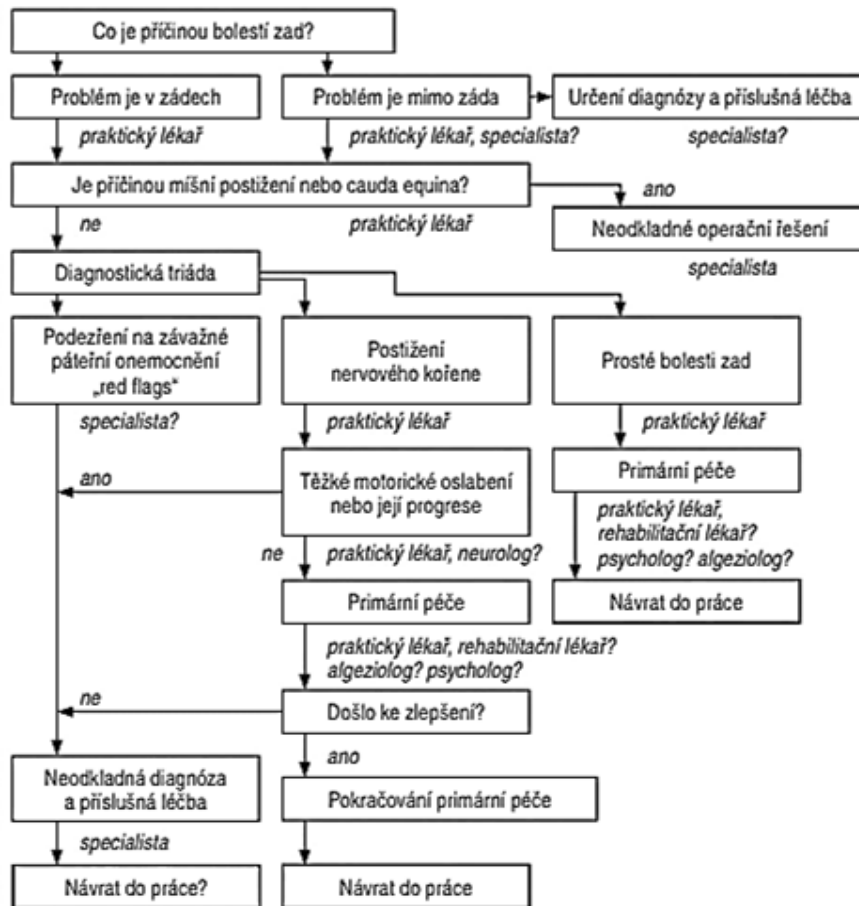 Co je příčinou bolestí zad?
Problém je v zádech
Problém je mimo záda
Určení diagnózy a příslušná léčba
praktický lékař
praktický lékař, specialista?
specialista?
Je příčinou míšní postižení nebo cauda equina?
ano
ne
praktický lékař
Neodkladné operační řešení
specialista
Diagnostická triáda
Podezření na závažné
páteřní onemocnění
„red flags“
Postižení
nervového kořene
Prosté bolesti zad
specialista?
praktický lékař
praktický lékař
ano
Těžké motorické oslabení
nebo její progrese
Primární péče
praktický lékař,
rehabilitační lékař?
psycholog? algeziolog?
ne
praktický lékař, neurolog?
Primární péče
Návrat do práce
praktický lékař, rehabilitační lékař?
algeziolog? psycholog?
ne
Došlo ke zlepšení?
ano
Neodkladná diagnóza
a příslušná léčba
Pokračování primární péče
specialista
Návrat do práce?
Návrat do práce